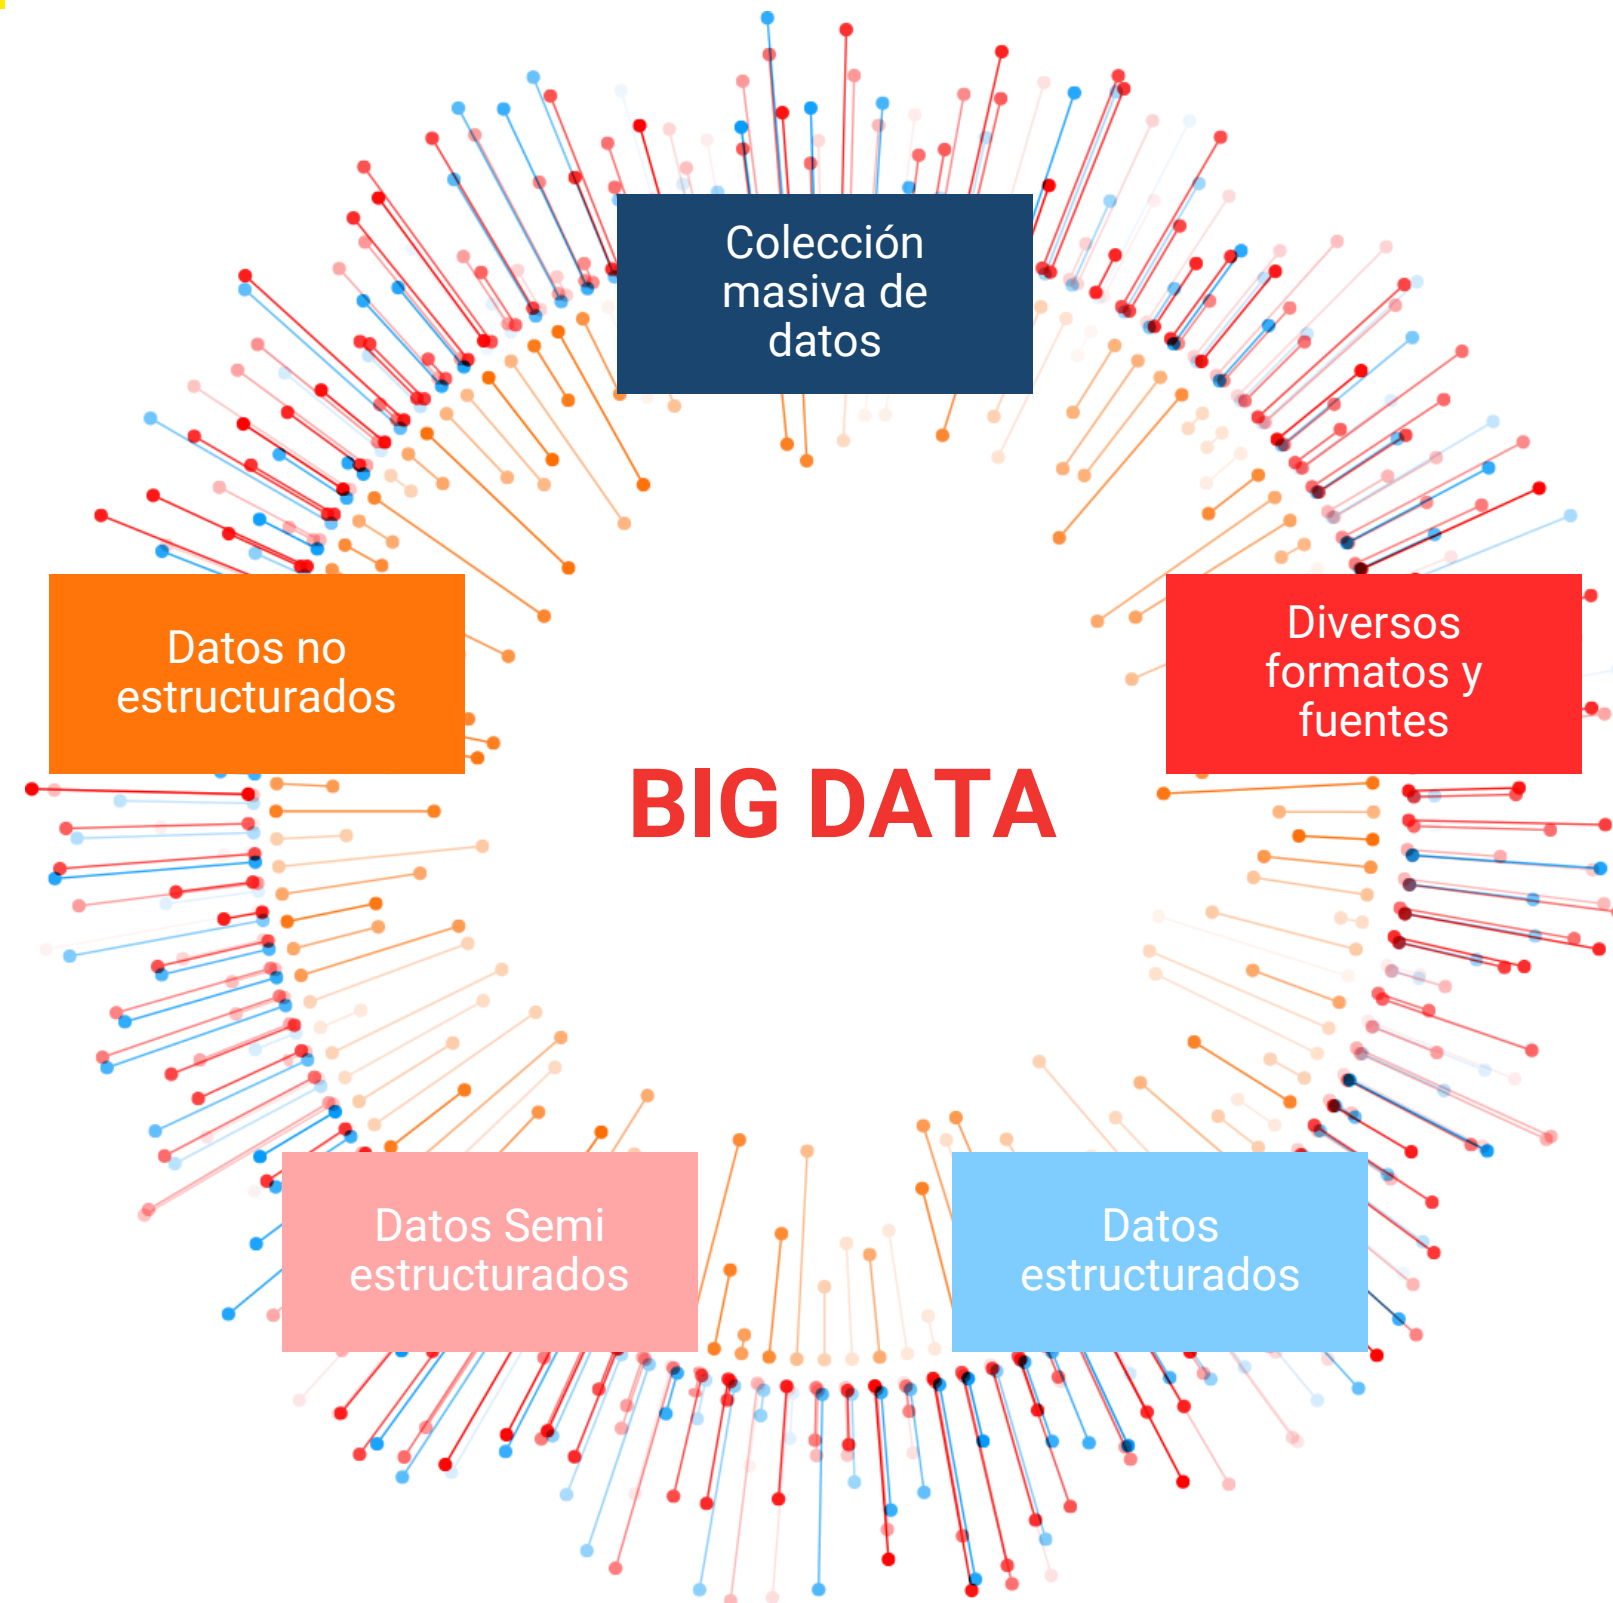 Colección
masiva de
datos
Datos no
estructurados
Diversos
formatos y
fuentes
BIG DATA
Datos Semi
estructurados
Datos
estructurados